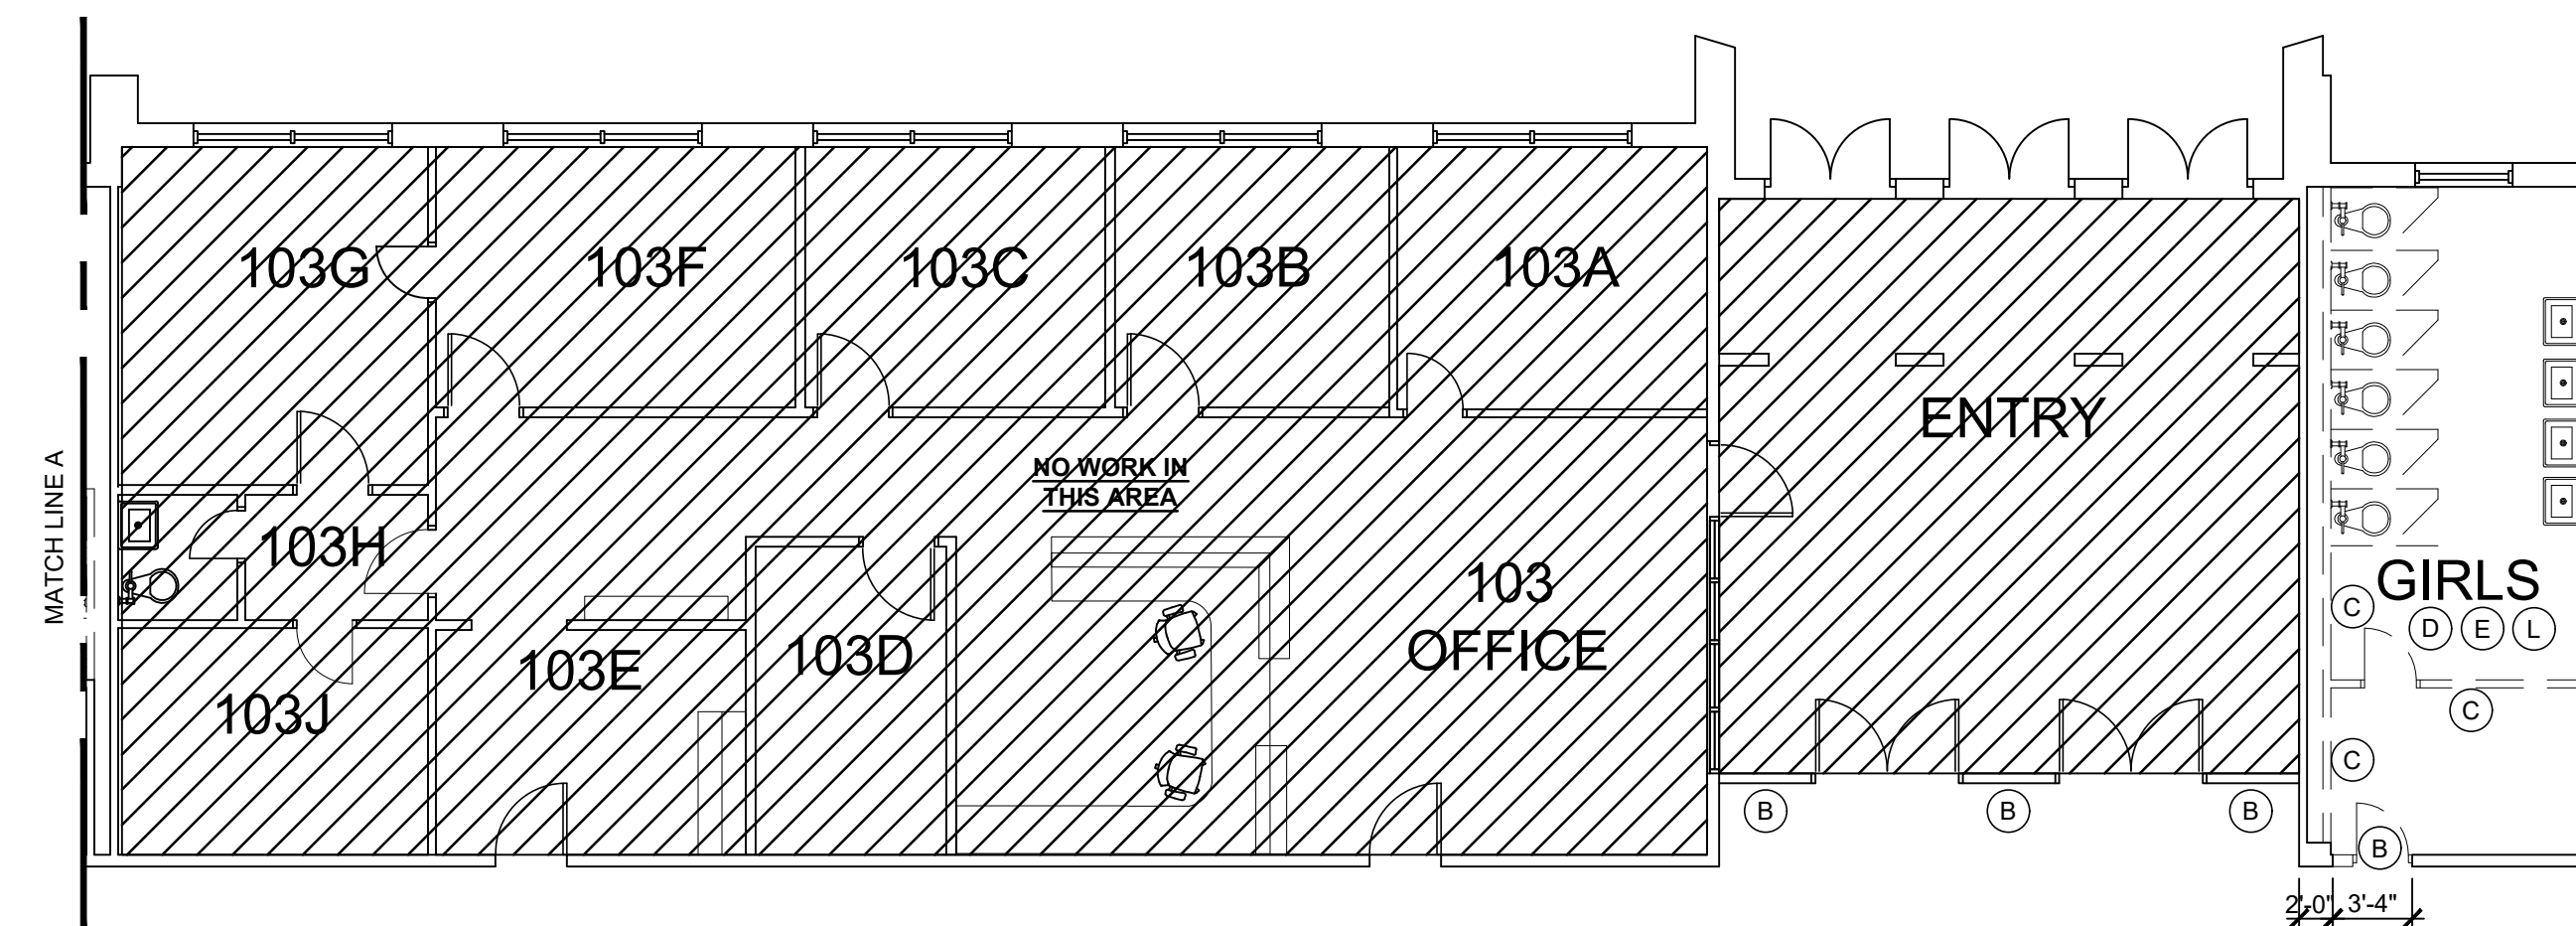 103G
103F
103C
103B
103A
ENTRY
MATCH LINE A
NO WORK IN
THIS AREA
103H
103
OFFICE
GIRLS
C
D
E
L
103E
103D
103J
C
C
B
B
B
B
2'-0"
3'-4"